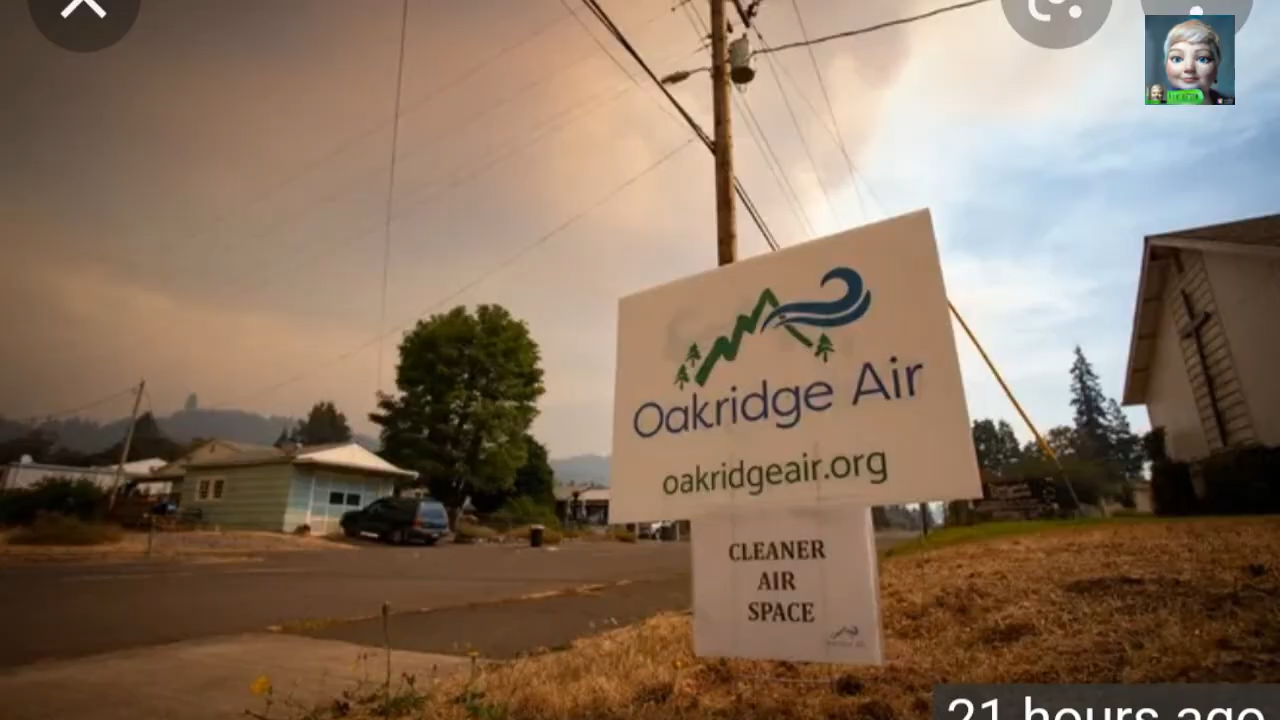 Oakridge Air
oakridgeair.org
CLEANER
AIR
SPACE
21 hours ago